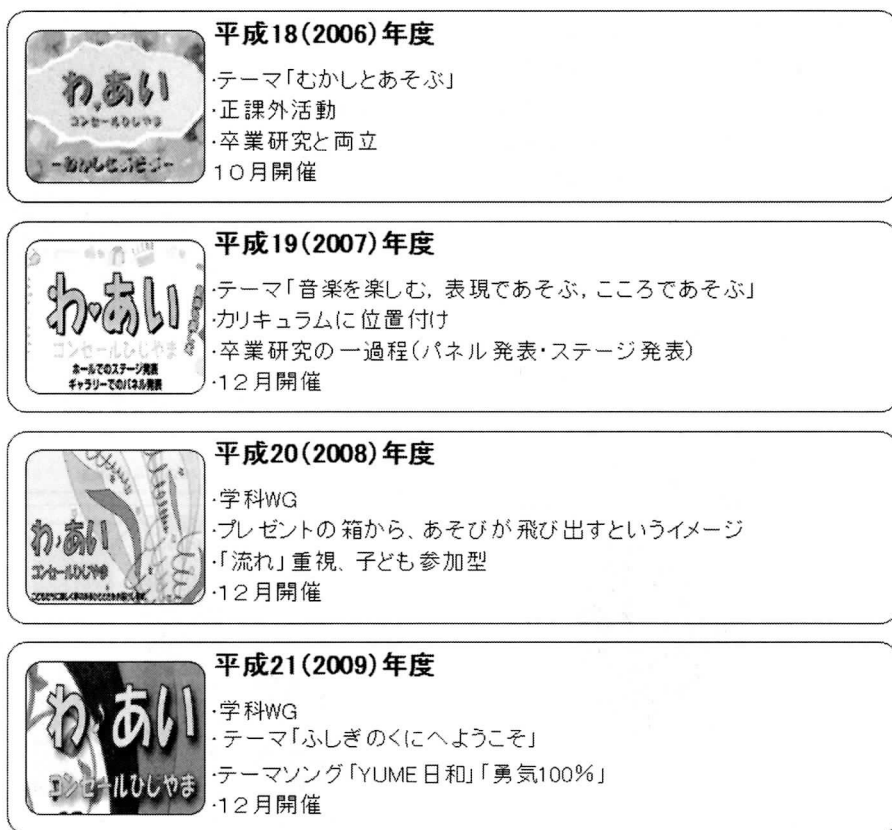 平成18(2006)年度
わ♥あい
コンセールひじやま
-むかしとあそぶ-
・テーマ「むかしとあそぶ」
・正課外活動
・卒業研究と両立
10月開催
平成19(2007)年度
わ♥あい
コンセールひじやま
ホールでのステージ発表
ギャラリーでのパネル発表
・テーマ「音楽を楽しむ, 表現であそぶ, こころであそぶ」
・カリキュラムに位置付け
・卒業研究の一過程(パネル発表・ステージ発表)
・12月開催
平成20(2008)年度
わ♥あい
コンセールひじやま
・学科WG
・プレゼントの箱から、あそびが飛び出すというイメージ
・「流れ」重視、子ども参加型
・12月開催
平成21(2009)年度
わ♥あい
コンセールひじやま
・学科WG
・テーマ「ふしぎのくにへようこそ」
・テーマソング「YUME日和」「勇気100%」
・12月開催